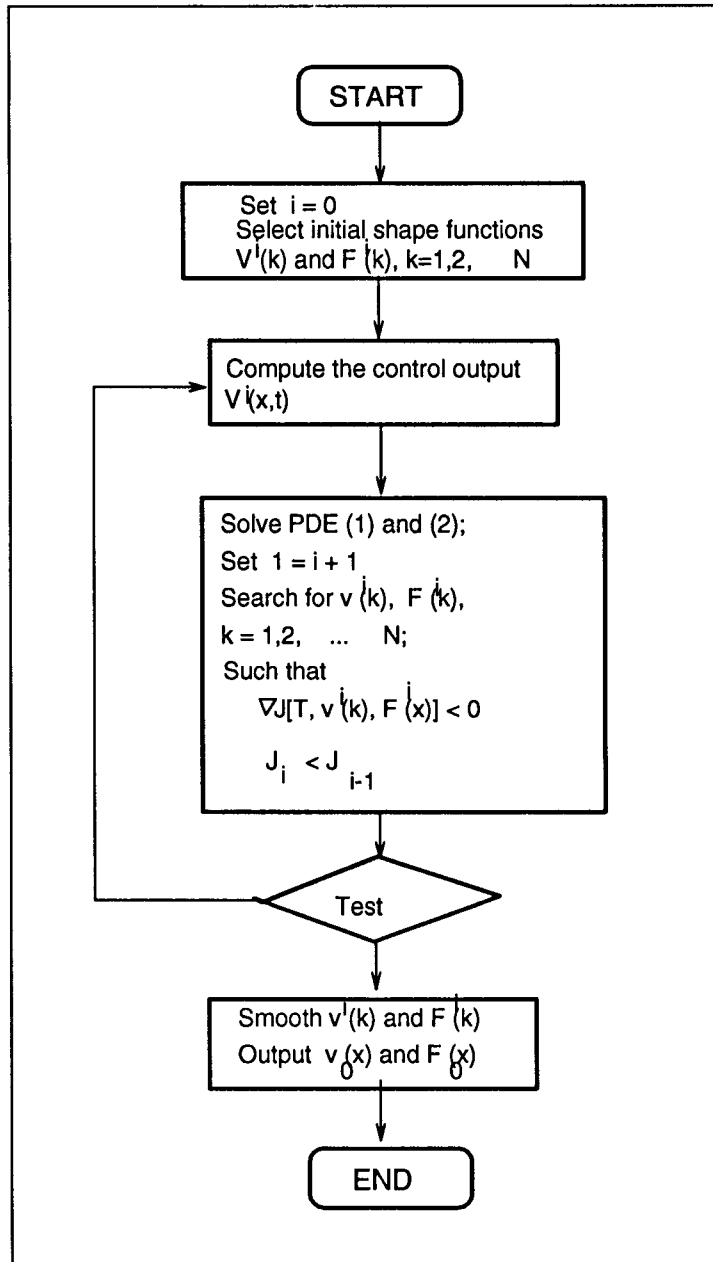 START
Set i = 0
Select initial shape functions
V^i(k) and F^i(k), k=1,2, N
Compute the control output
V^i(x,t)
Solve PDE (1) and (2);
Set 1 = i + 1
Search for v^i(k), F^i(k),
k = 1,2, ... N;
Such that
∇J[T, v^i(k), F^i(x)] < 0
J_i < J_{i-1}
Test
Smooth v^i(k) and F^i(k)
Output v_0(x) and F_0(x)
END